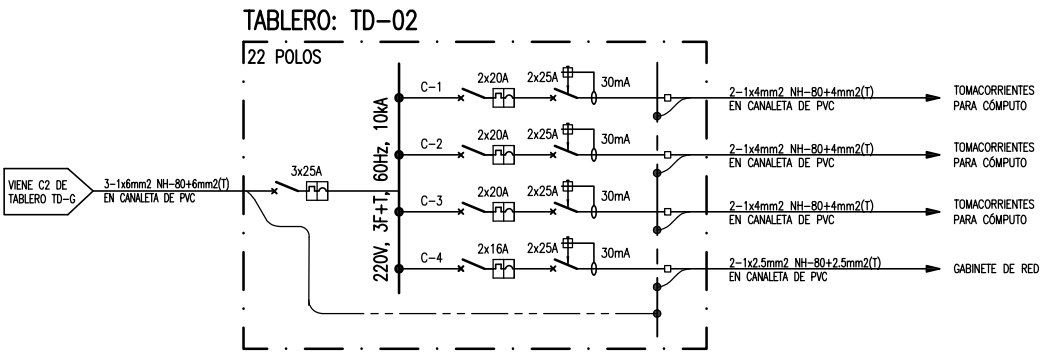 TABLERO: TD-02
22 POLOS
VIENE C2 DE
TABLERO TD-G
3-1x6mm2 NH-80+6mm2(T)
EN CANALETA DE PVC
3x25A
220V, 3F+T, 60Hz, 10kA
C-1
2x20A
2x25A
30mA
2-1x4mm2 NH-80+4mm2(T)
EN CANALETA DE PVC
TOMACORRIENTES
PARA CÓMPUTO
C-2
2x20A
2x25A
30mA
2-1x4mm2 NH-80+4mm2(T)
EN CANALETA DE PVC
TOMACORRIENTES
PARA CÓMPUTO
C-3
2x20A
2x25A
30mA
2-1x4mm2 NH-80+4mm2(T)
EN CANALETA DE PVC
TOMACORRIENTES
PARA CÓMPUTO
C-4
2x16A
2x25A
30mA
2-1x2.5mm2 NH-80+2.5mm2(T)
EN CANALETA DE PVC
GABINETE DE RED